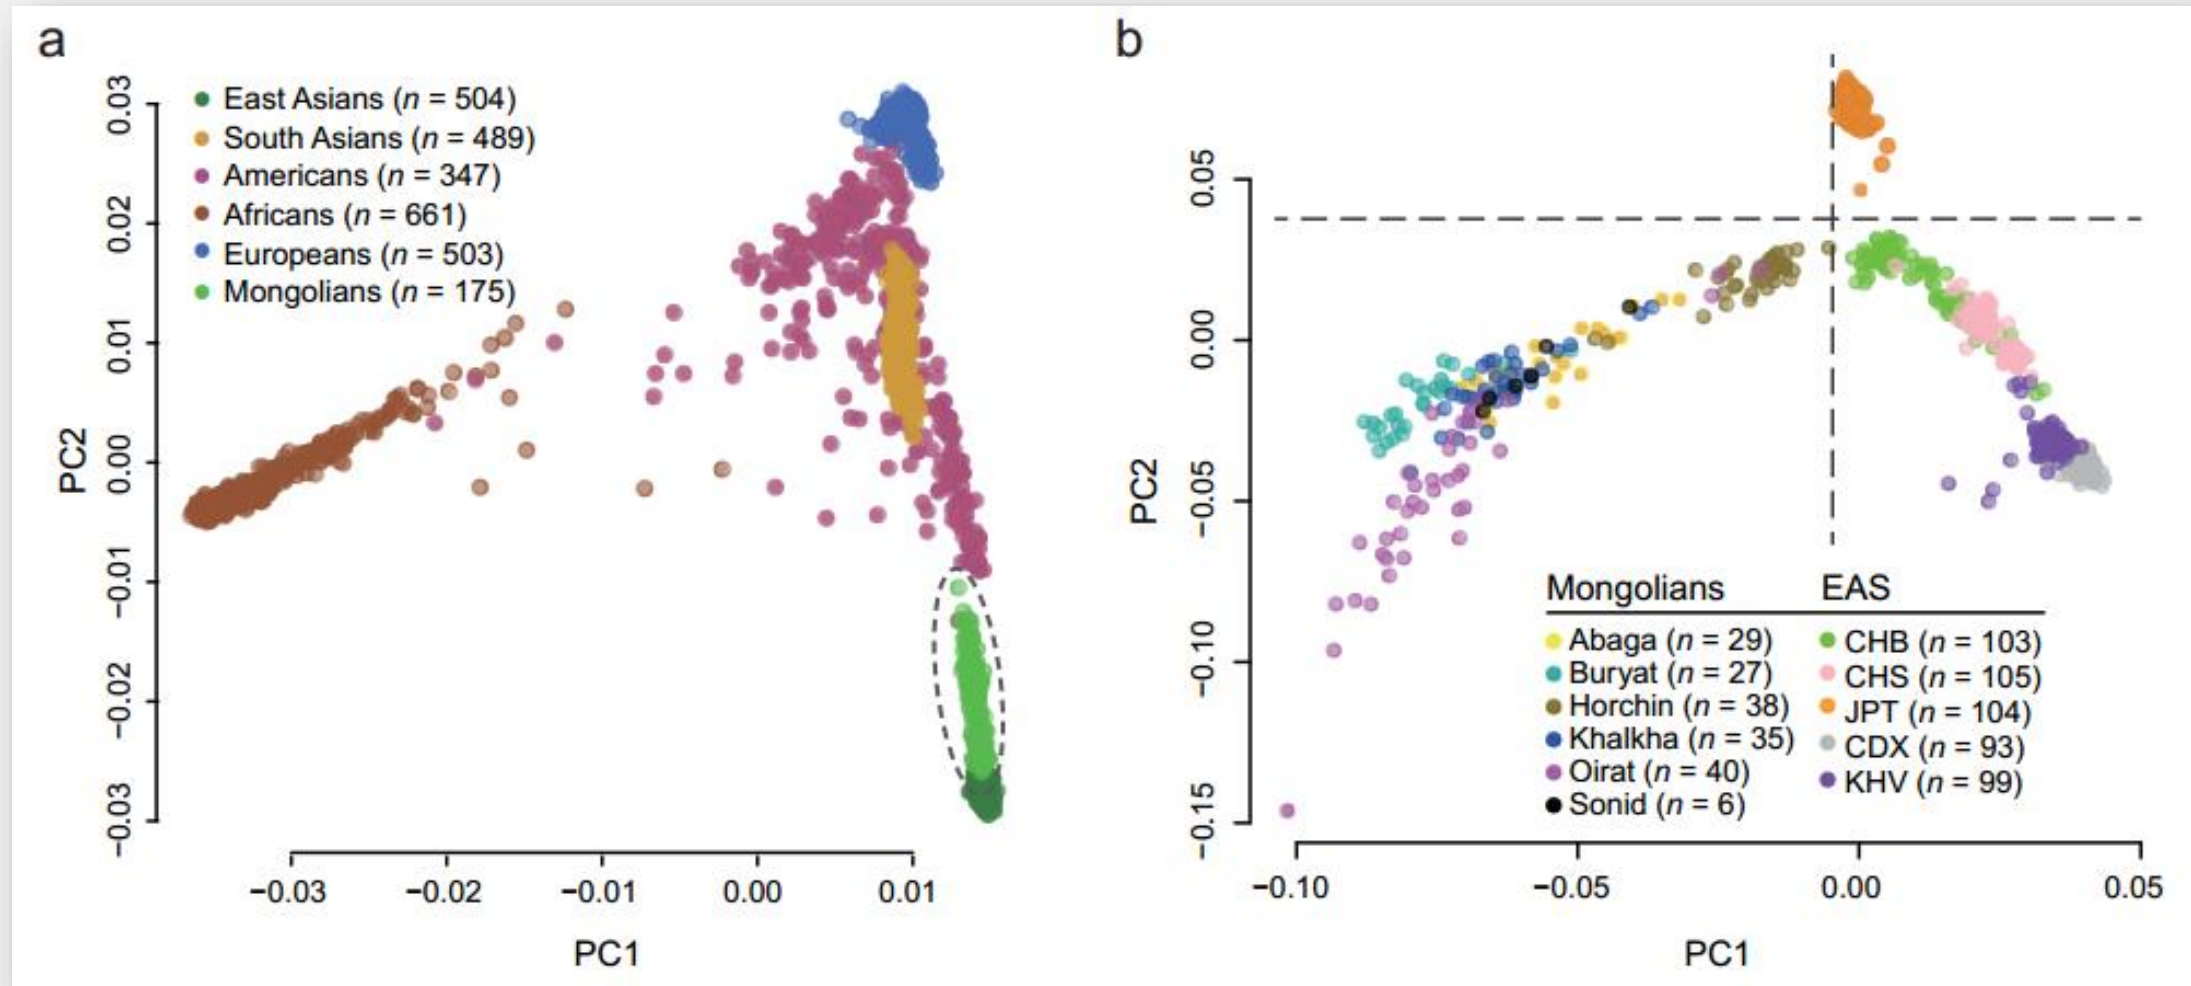 a
East Asians (n = 504)
South Asians (n = 489)
Americans (n = 347)
Africans (n = 661)
Europeans (n = 503)
Mongolians (n = 175)
PC2
0.03
0.02
0.01
0.00
−0.01
−0.02
−0.03
−0.03 −0.02 −0.01 0.00 0.01
PC1
b
PC2
0.05
0.00
−0.05
−0.10
−0.15
Mongolians EAS
Abaga (n = 29) CHB (n = 103)
Buryat (n = 27) CHS (n = 105)
Horchin (n = 38) JPT (n = 104)
Khalkha (n = 35) CDX (n = 93)
Oirat (n = 40) KHV (n = 99)
Sonid (n = 6)
−0.10 −0.05 0.00 0.05
PC1